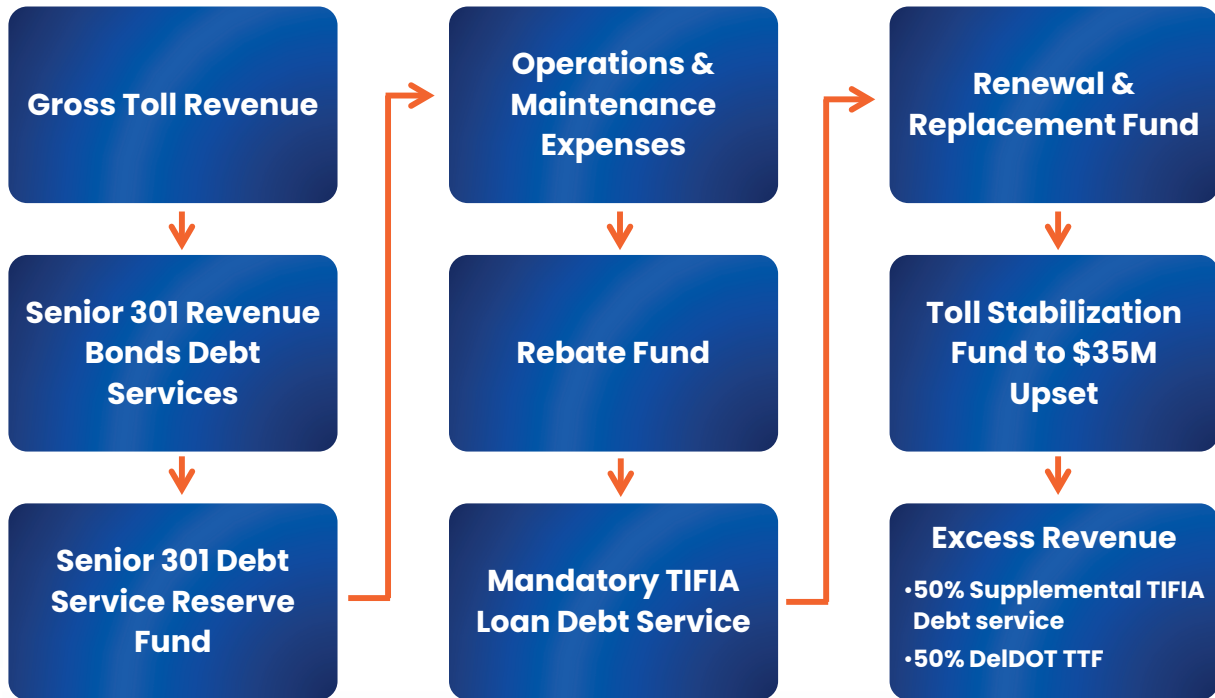 Gross Toll Revenue
Senior 301 Revenue
Bonds Debt
Services
Senior 301 Debt
Service Reserve
Fund
Operations &
Maintenance
Expenses
Rebate Fund
Mandatory TIFIA
Loan Debt Service
Renewal &
Replacement Fund
Toll Stabilization
Fund to $35M
Upset
Excess Revenue
•50% Supplemental TIFIA
Debt service
•50% DelDOT TTF